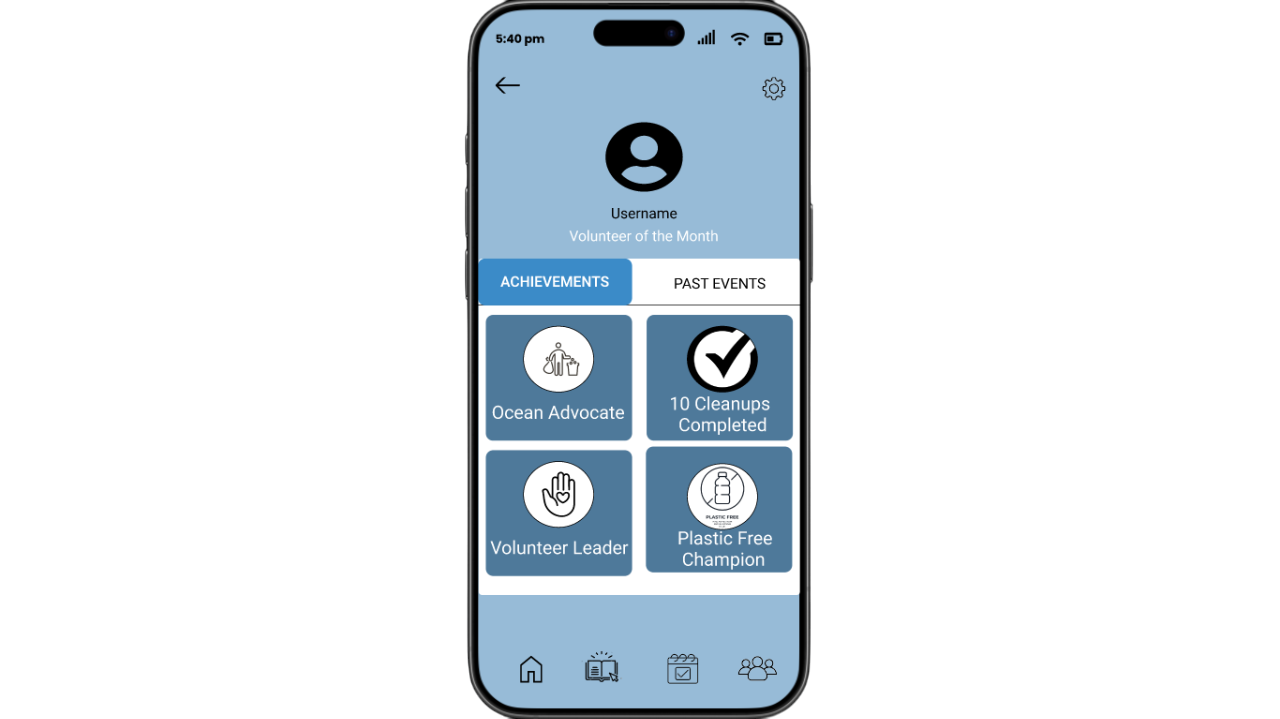 5:40 pm
Username
Volunteer of the Month
ACHIEVEMENTS
PAST EVENTS
Ocean Advocate
10 Cleanups
Completed
Volunteer Leader
PLASTIC FREE
Plastic Free
Champion